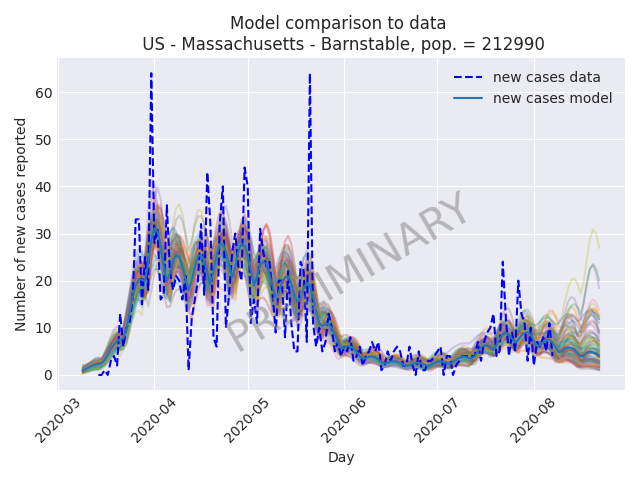 Model comparison to data
US - Massachusetts - Barnstable, pop. = 212990
new cases data
new cases model
Number of new cases reported
60
50
40
30
20
10
0
PRELIMINARY
2020-03
2020-04
2020-05
2020-06
2020-07
2020-08
Day